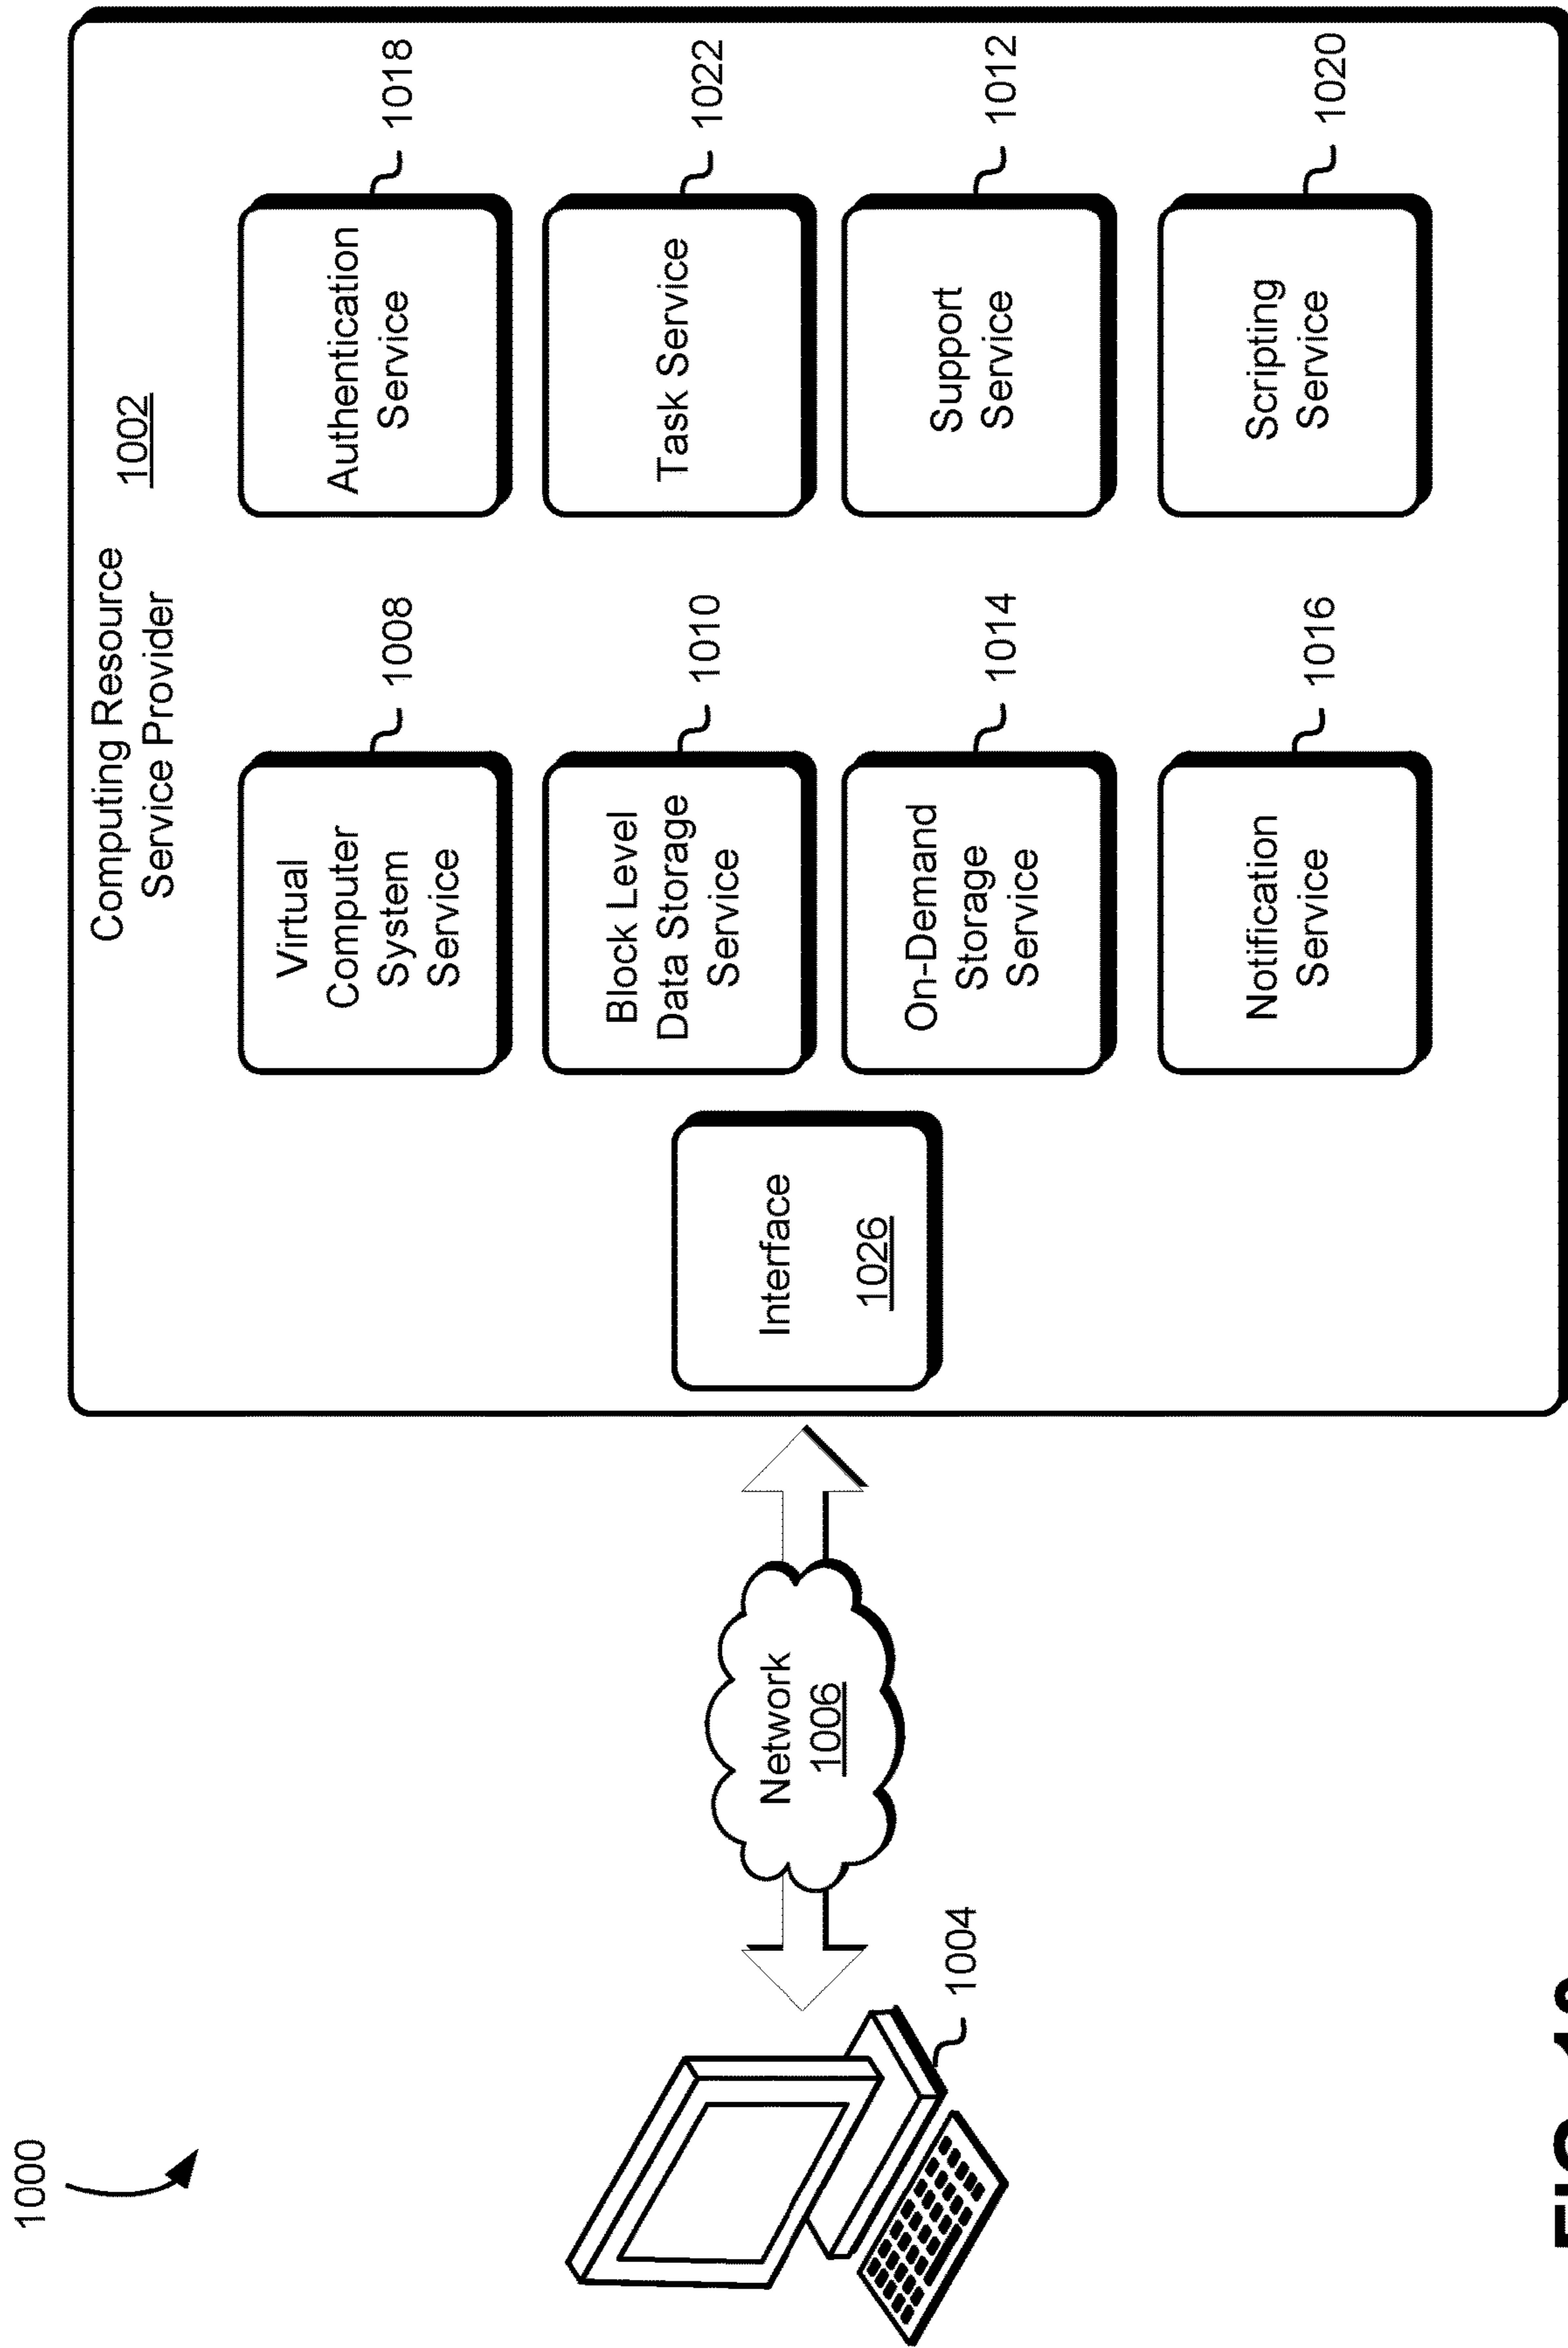 1000
Computing Resource
Service Provider
1002
Virtual
Computer
System
Service
1008
Authentication
Service
1018
Block Level
Data Storage
Service
1010
Task Service
1022
Interface
1026
Network
1006
1004
On-Demand
Storage
Service
1014
Support
Service
1012
Notification
Service
1016
Scripting
Service
1020